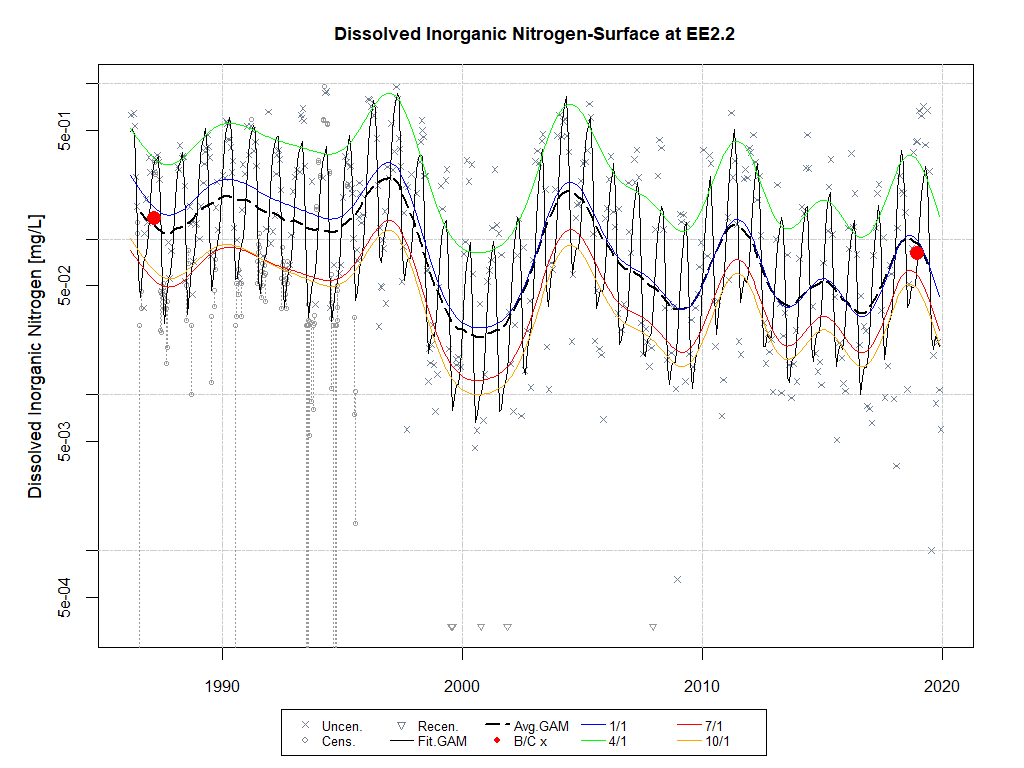 Dissolved Inorganic Nitrogen-Surface at EE2.2
Dissolved Inorganic Nitrogen [mg/L]
5e-01
5e-02
5e-03
5e-04
1990 2000 2010 2020
Uncen. Recen. Avg.GAM 1/1 7/1
Cens. Fit.GAM B/C x 4/1 10/1